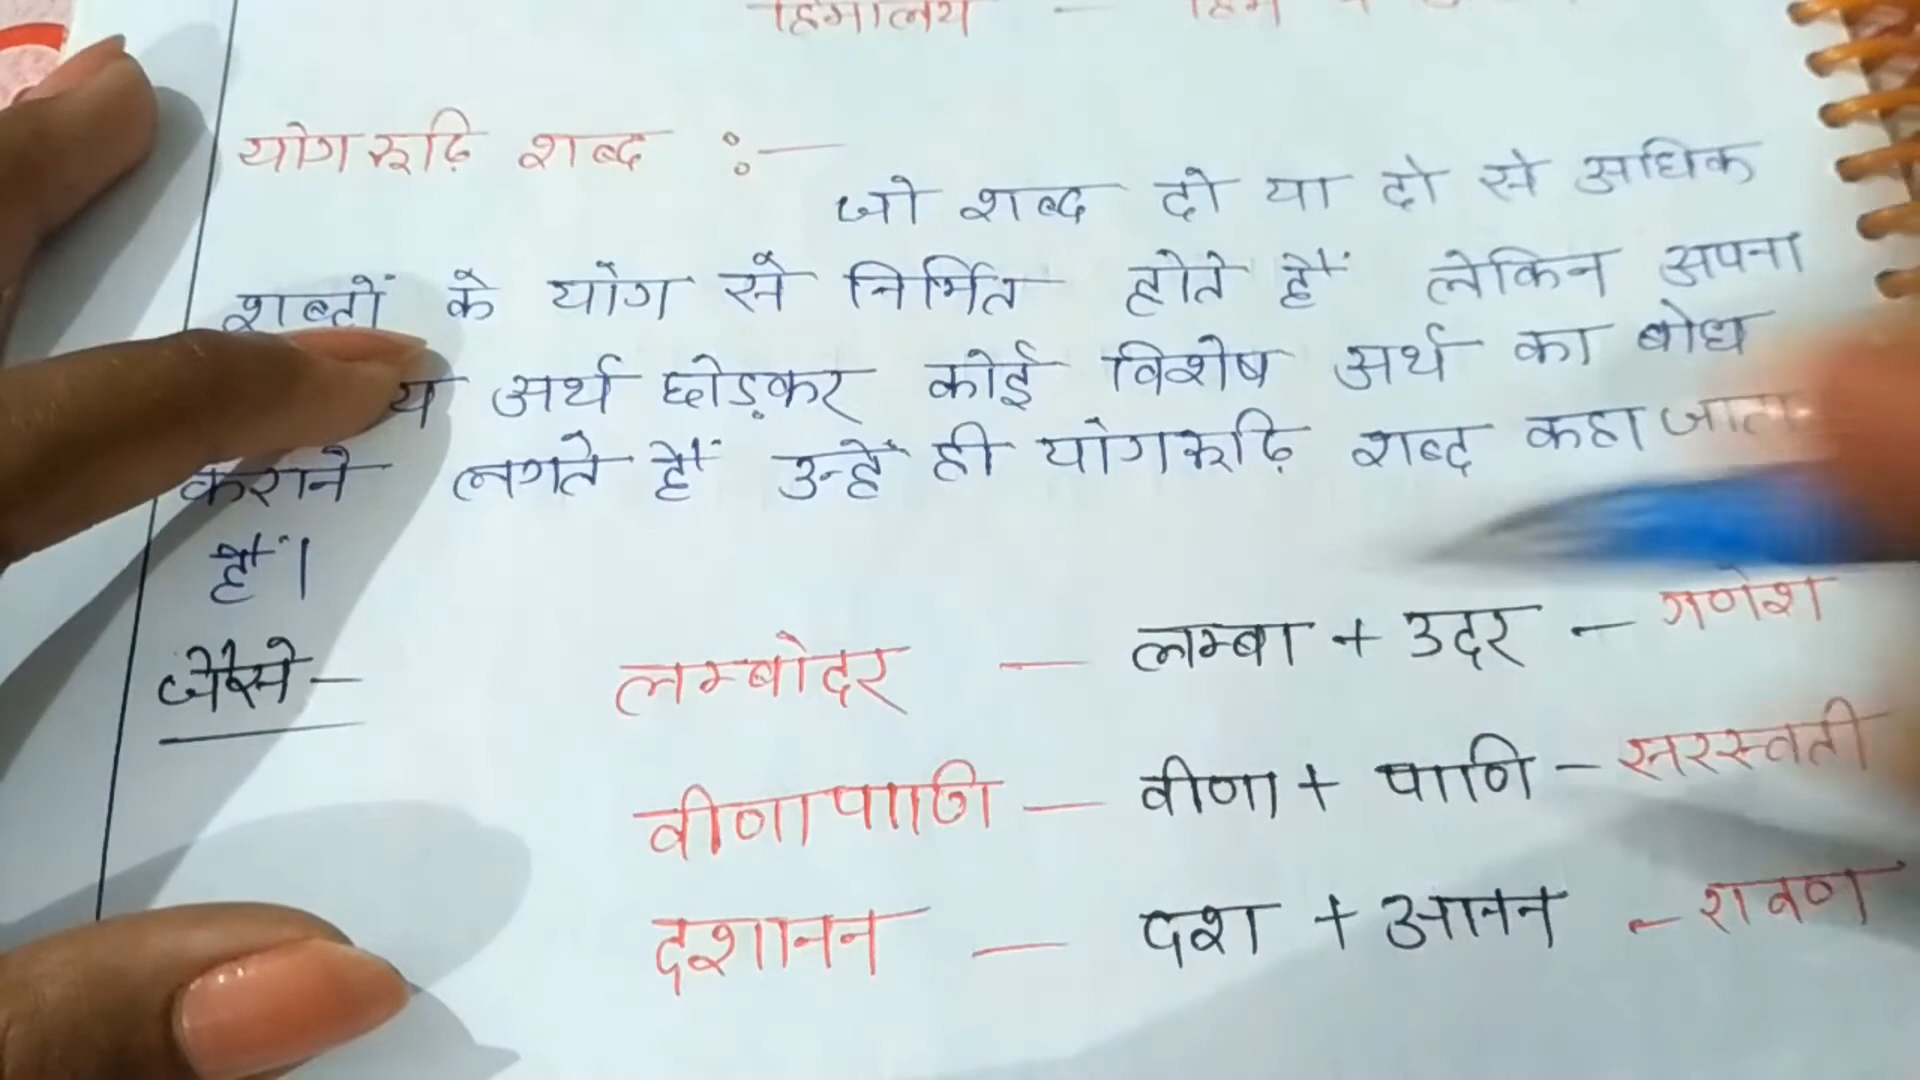 हिमालय – हिम
योगरूढ़ि शब्द :–
जो शब्द दो या दो से अधिक
शब्दों के योग से निर्मित होते हैं लेकिन अपना
अर्थ छोड़कर कोई विशेष अर्थ का बोध
कराने लगते हैं उन्हें ही योगरूढ़ि शब्द कहा जाता
हैं।
जैसे – लम्बोदर – लम्बा + उदर – गणेश
वीणापाणि – वीणा + पाणि – सरस्वती
दशानन – दश + आनन – रावण